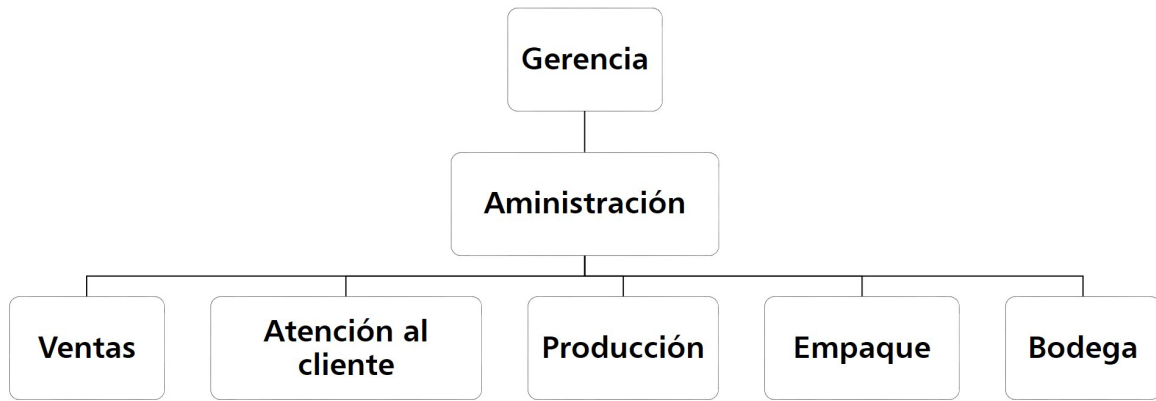 Gerencia
Aministración
Ventas
Atención al
cliente
Producción
Empaque
Bodega